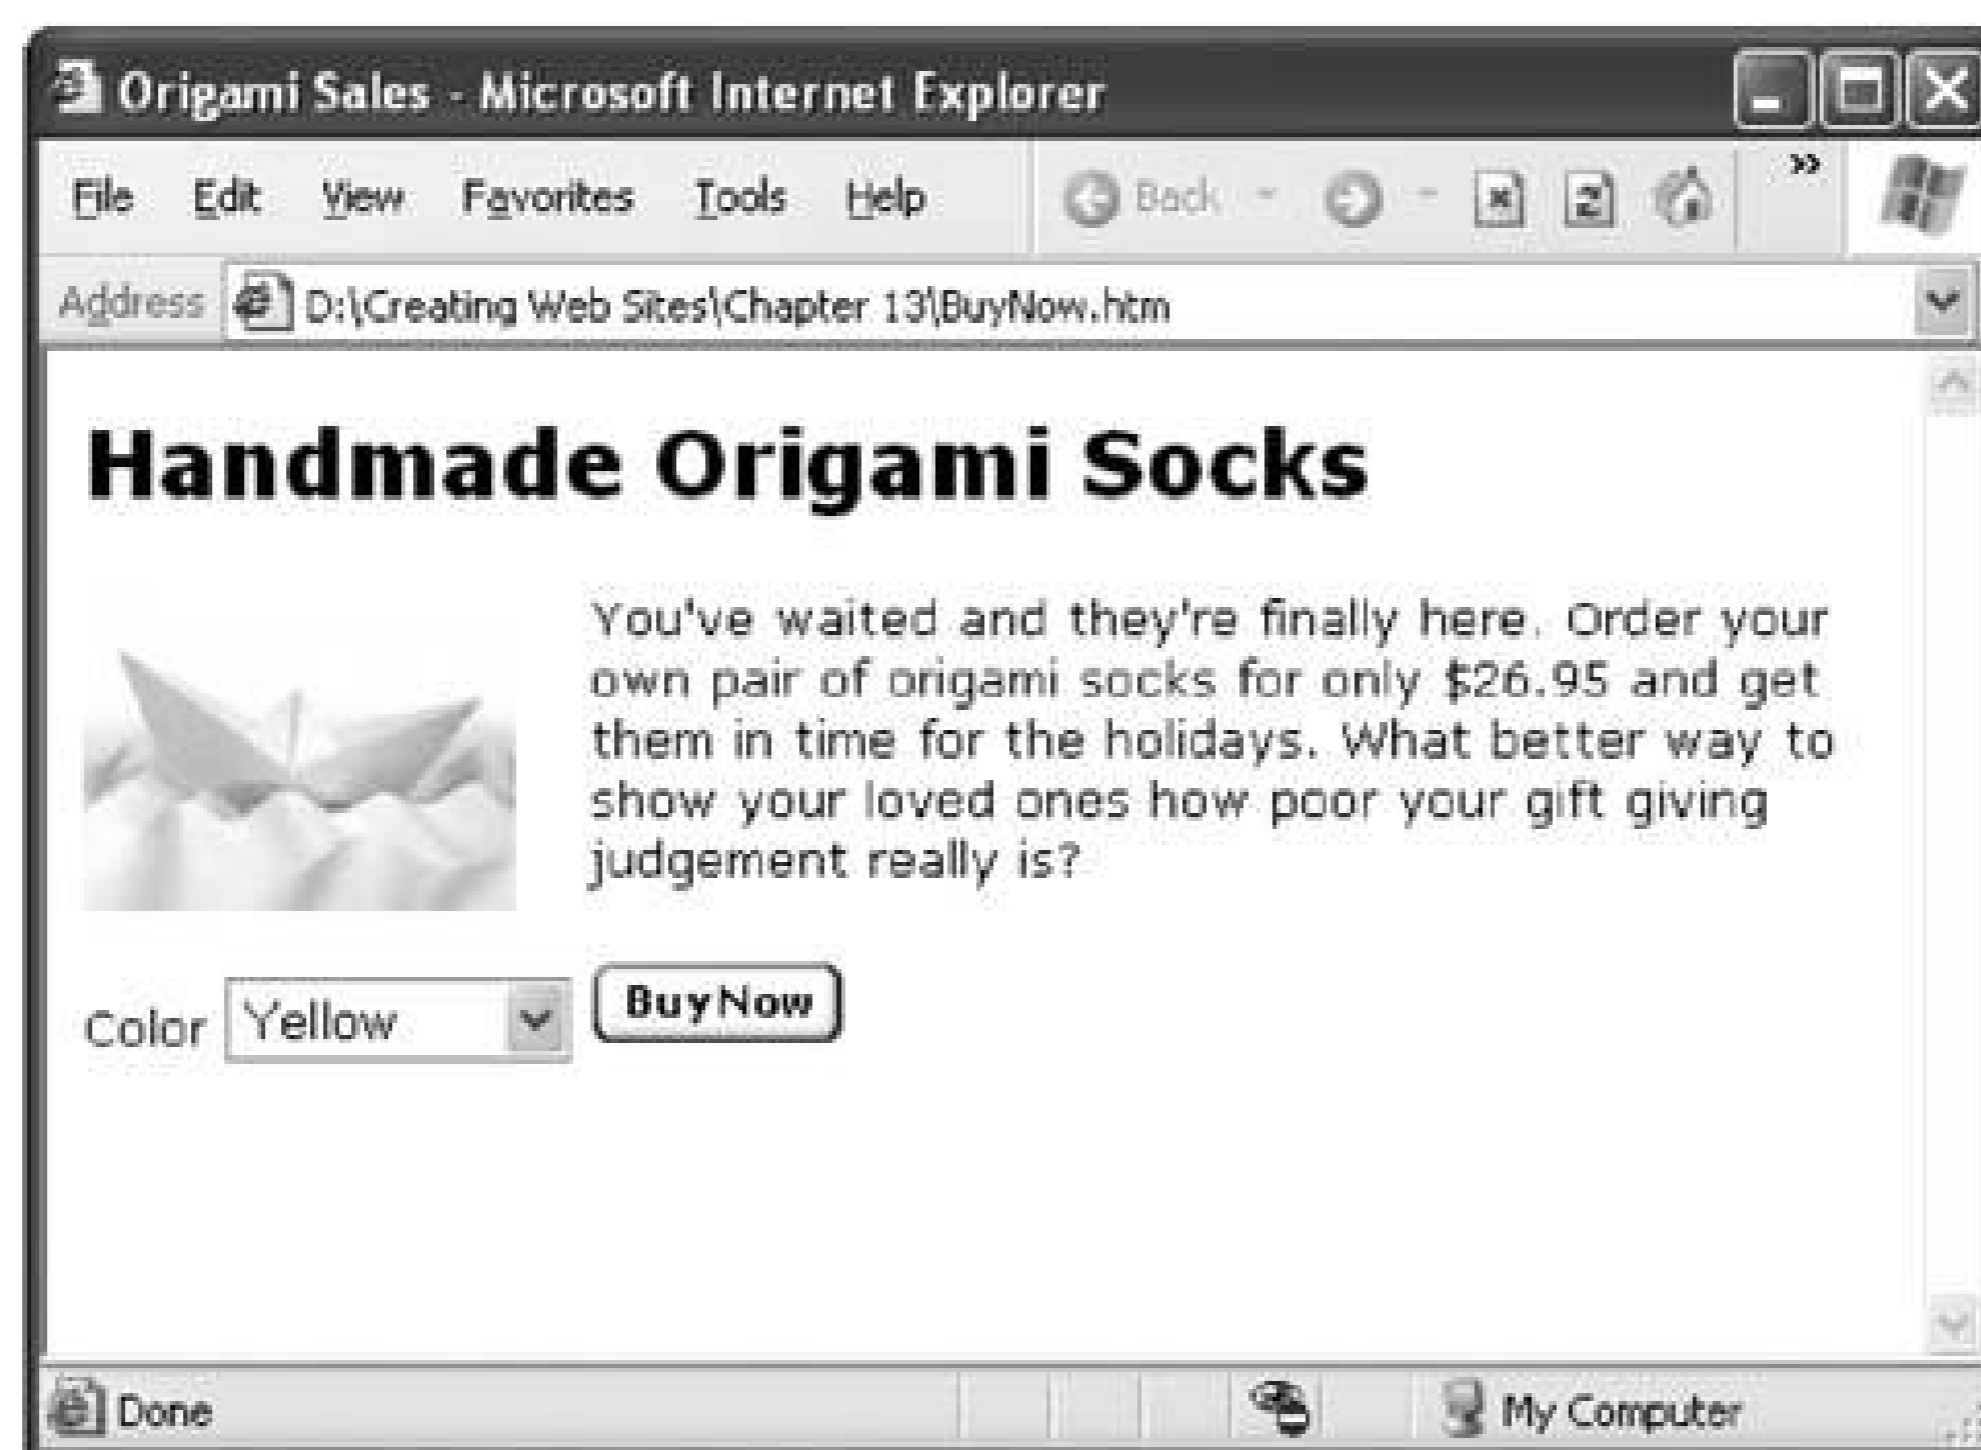 Origami Sales - Microsoft Internet Explorer
File Edit View Favorites Tools Help Back »
Address D:\Creating Web Sites\Chapter 13\BuyNow.htm
Handmade Origami Socks
You've waited and they're finally here. Order your
own pair of origami socks for only $26.95 and get
them in time for the holidays. What better way to
show your loved ones how poor your gift giving
judgement really is?
Color Yellow BuyNow
Done My Computer